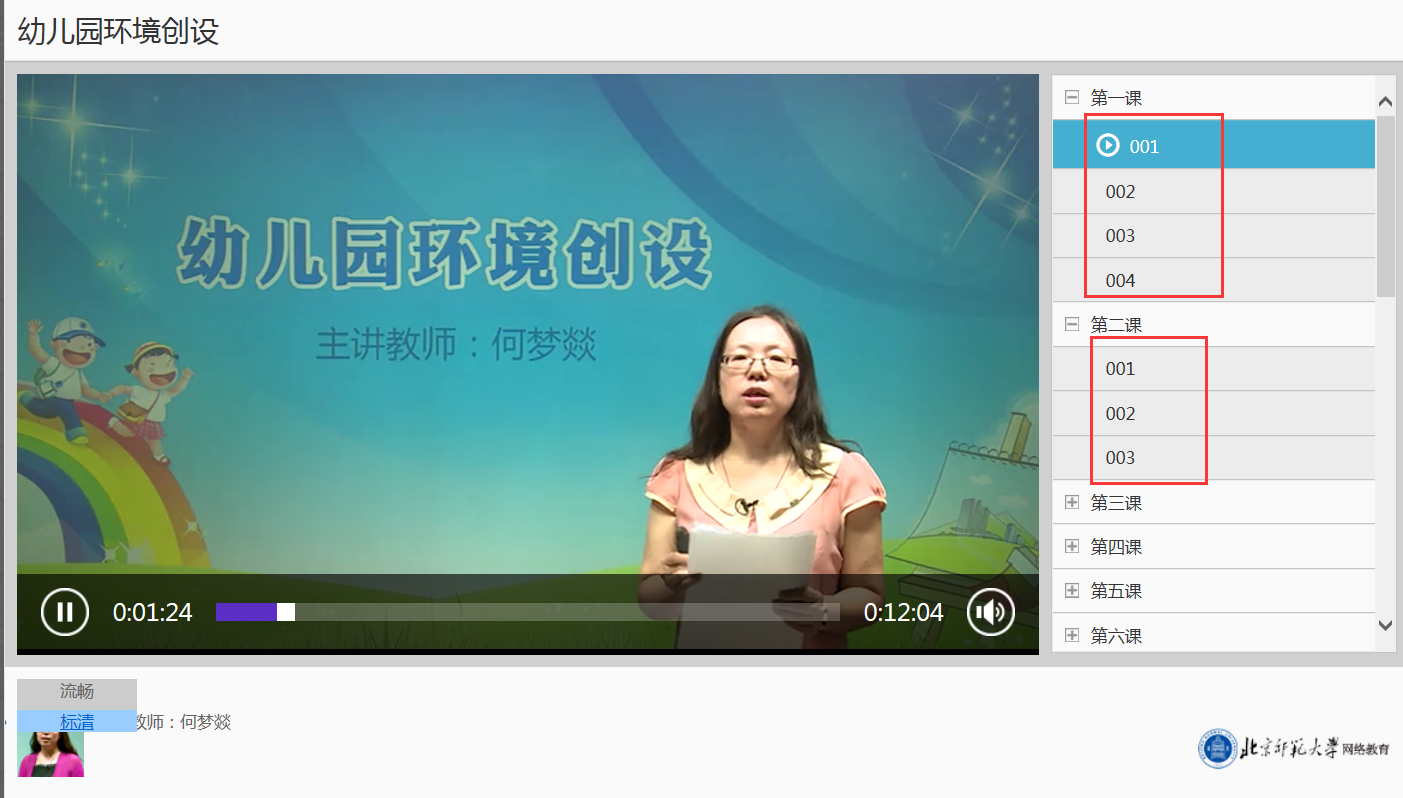 幼儿园环境创设
幼儿园环境创设
主讲教师：何梦燚
0:01:24
0:12:04
第一课
001
002
003
004
第二课
001
002
003
第三课
第四课
第五课
第六课
流畅
标清
教师：何梦燚
北京师范大学网络教育